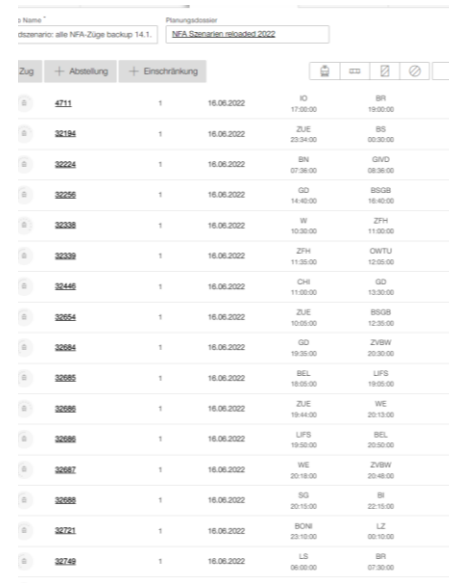 s Name *
Planungsdossier
dszenario: alle NFA-Züge backup 14.1.
NFA Szenarien reloaded 2022
Zug
+ Abstellung
+ Einschränkung
4711 1 16.06.2022 IO BR
17:00:00 19:00:00
32194 1 16.06.2022 ZUE BS
23:34:00 00:30:00
32224 1 16.06.2022 BN GIVD
07:36:00 08:36:00
32256 1 16.06.2022 GD BSGB
14:40:00 16:40:00
32338 1 16.06.2022 W ZFH
10:30:00 11:00:00
32339 1 16.06.2022 ZFH OWTU
11:35:00 12:05:00
32446 1 16.06.2022 CHI GD
11:00:00 13:30:00
32654 1 16.06.2022 ZUE BSGB
10:05:00 12:35:00
32684 1 16.06.2022 GD ZVBW
19:35:00 20:30:00
32685 1 16.06.2022 BEL LIFS
18:05:00 19:05:00
32686 1 16.06.2022 ZUE WE
19:44:00 20:13:00
32686 1 16.06.2022 LIFS BEL
19:50:00 20:50:00
32687 1 16.06.2022 WE ZVBW
20:18:00 20:48:00
32688 1 16.06.2022 SG BI
20:15:00 22:15:00
32721 1 16.06.2022 BONI LZ
23:10:00 00:10:00
32749 1 16.06.2022 LS BR
06:00:00 07:30:00